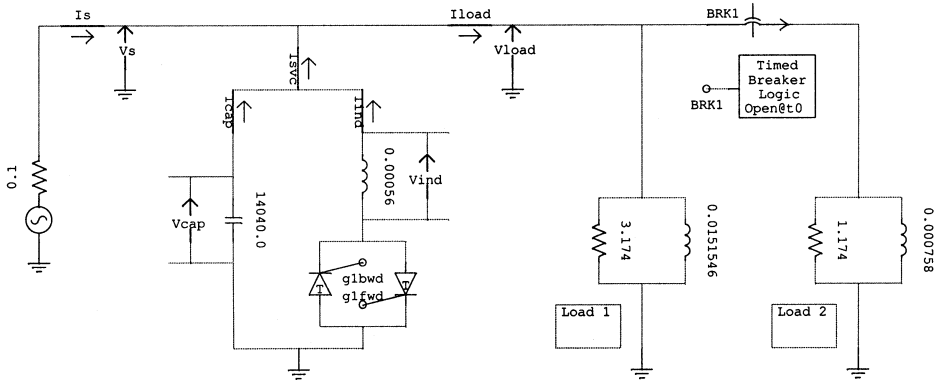 Is
Vs
Isvc
Iload
Vload
BRK1
Timed
Breaker
Logic
Open@t0
BRK1
Icap
Iind
0.1
Vcap
14040.0
0.00056
Vind
g1bwd
g1fwd
T
T
3.174
0.0151546
1.174
0.000758
Load 1
Load 2